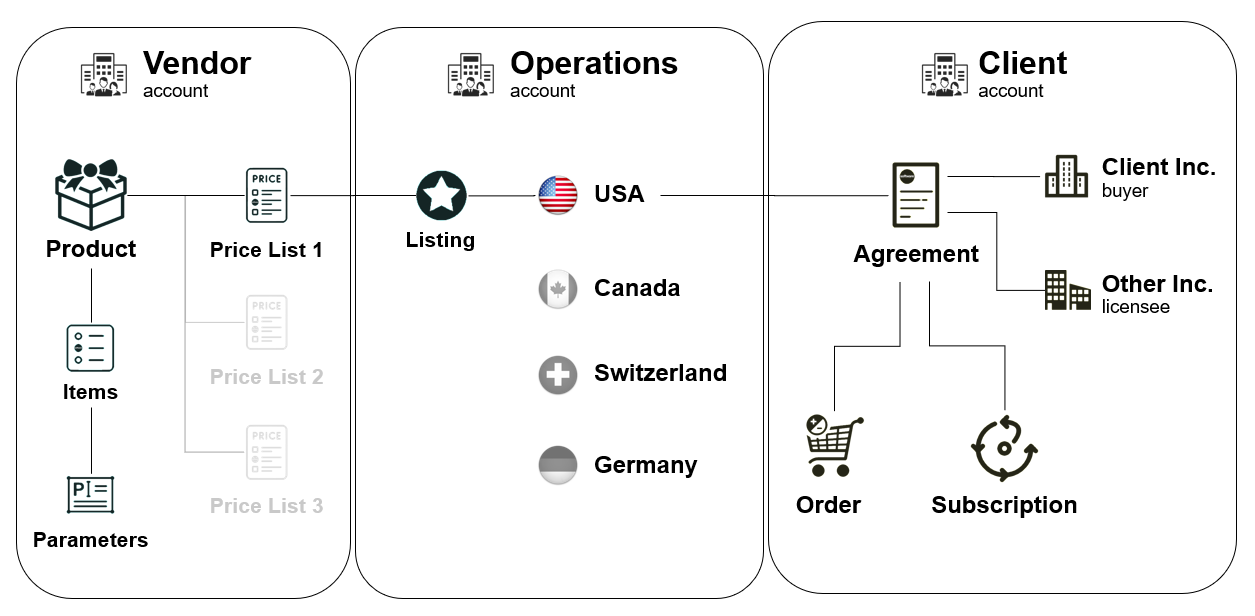 Vendor
account
Product
Items
PI
Parameters
PRICE
Price List 1
PRICE
Price List 2
PRICE
Price List 3
Operations
account
Listing
USA
Canada
Switzerland
Germany
Client
account
Agreement
Client Inc.
buyer
Other Inc.
licensee
Order
Subscription